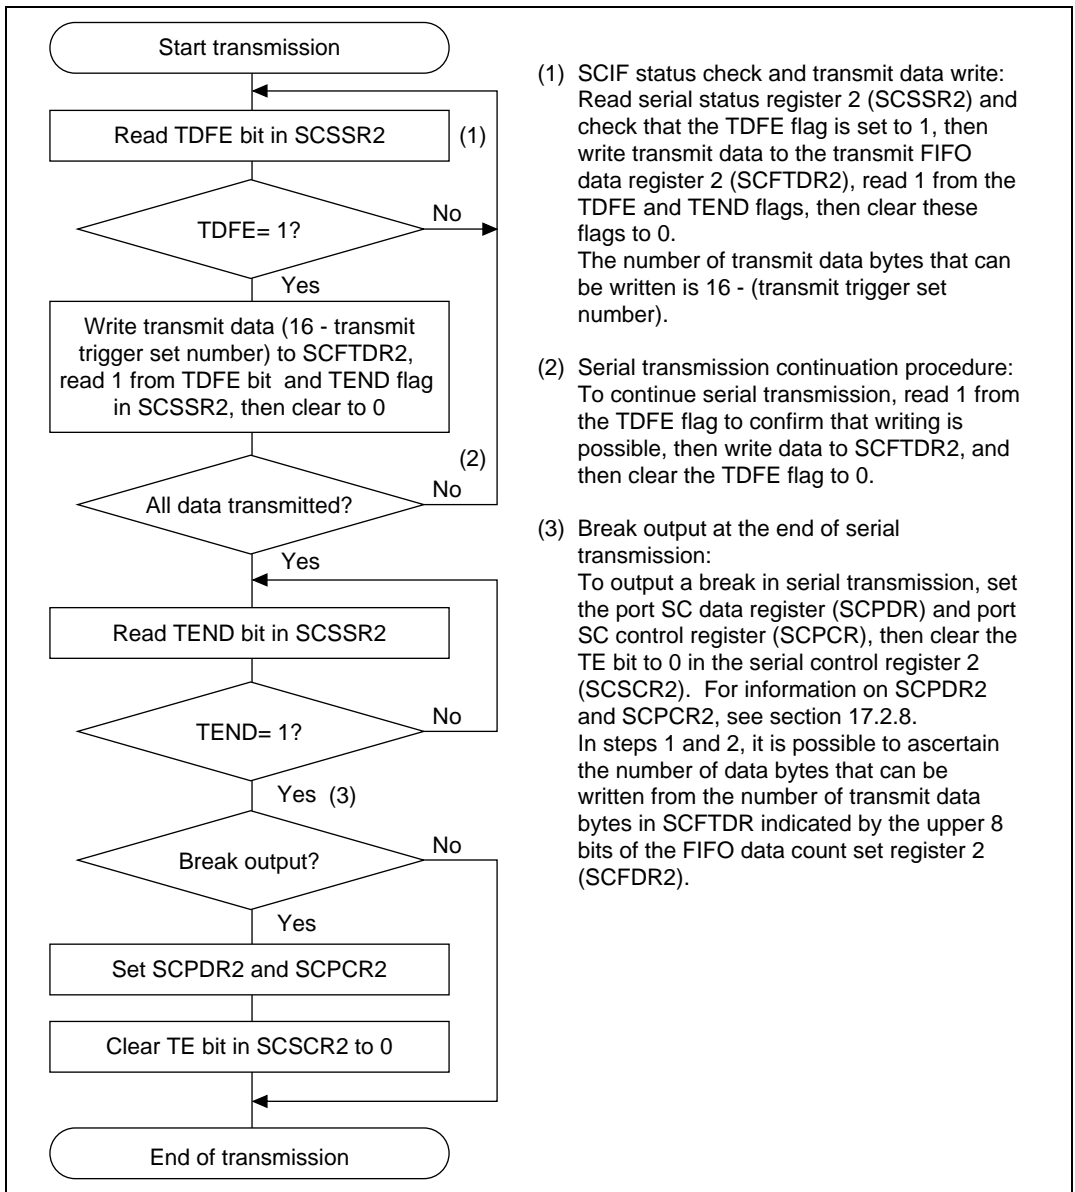 Start transmission
Read TDFE bit in SCSSR2
(1)
TDFE= 1?
No
Yes
Write transmit data (16 - transmit
trigger set number) to SCFTDR2,
read 1 from TDFE bit  and TEND flag
in SCSSR2, then clear to 0
(2)
All data transmitted?
No
Yes
Read TEND bit in SCSSR2
TEND= 1?
No
Yes (3)
Break output?
No
Yes
Set SCPDR2 and SCPCR2
Clear TE bit in SCSCR2 to 0
End of transmission
(1) SCIF status check and transmit data write:
Read serial status register 2 (SCSSR2) and
check that the TDFE flag is set to 1, then
write transmit data to the transmit FIFO
data register 2 (SCFTDR2), read 1 from the
TDFE and TEND flags, then clear these
flags to 0.
The number of transmit data bytes that can
be written is 16 - (transmit trigger set
number).
(2) Serial transmission continuation procedure:
To continue serial transmission, read 1 from
the TDFE flag to confirm that writing is
possible, then write data to SCFTDR2, and
then clear the TDFE flag to 0.
(3) Break output at the end of serial
transmission:
To output a break in serial transmission, set
the port SC data register (SCPDR) and port
SC control register (SCPCR), then clear the
TE bit to 0 in the serial control register 2
(SCSCR2).  For information on SCPDR2
and SCPCR2, see section 17.2.8.
In steps 1 and 2, it is possible to ascertain
the number of data bytes that can be
written from the number of transmit data
bytes in SCFTDR indicated by the upper 8
bits of the FIFO data count set register 2
(SCFDR2).